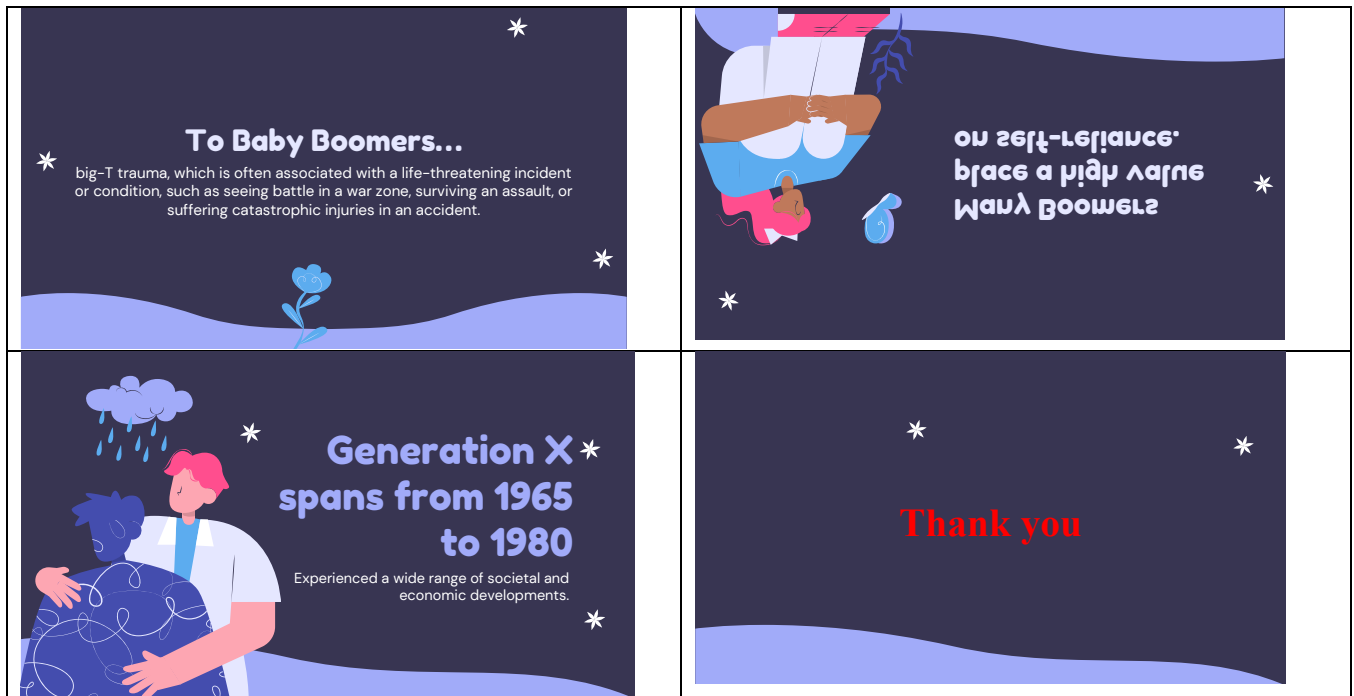 To Baby Boomers...
big-T trauma, which is often associated with a life-threatening incident
or condition, such as seeing battle in a war zone, surviving an assault, or
suffering catastrophic injuries in an accident.
Many Boomers
place a high value
on self-reliance.
Generation X
spans from 1965
to 1980
Experienced a wide range of societal and
economic developments.
Thank you